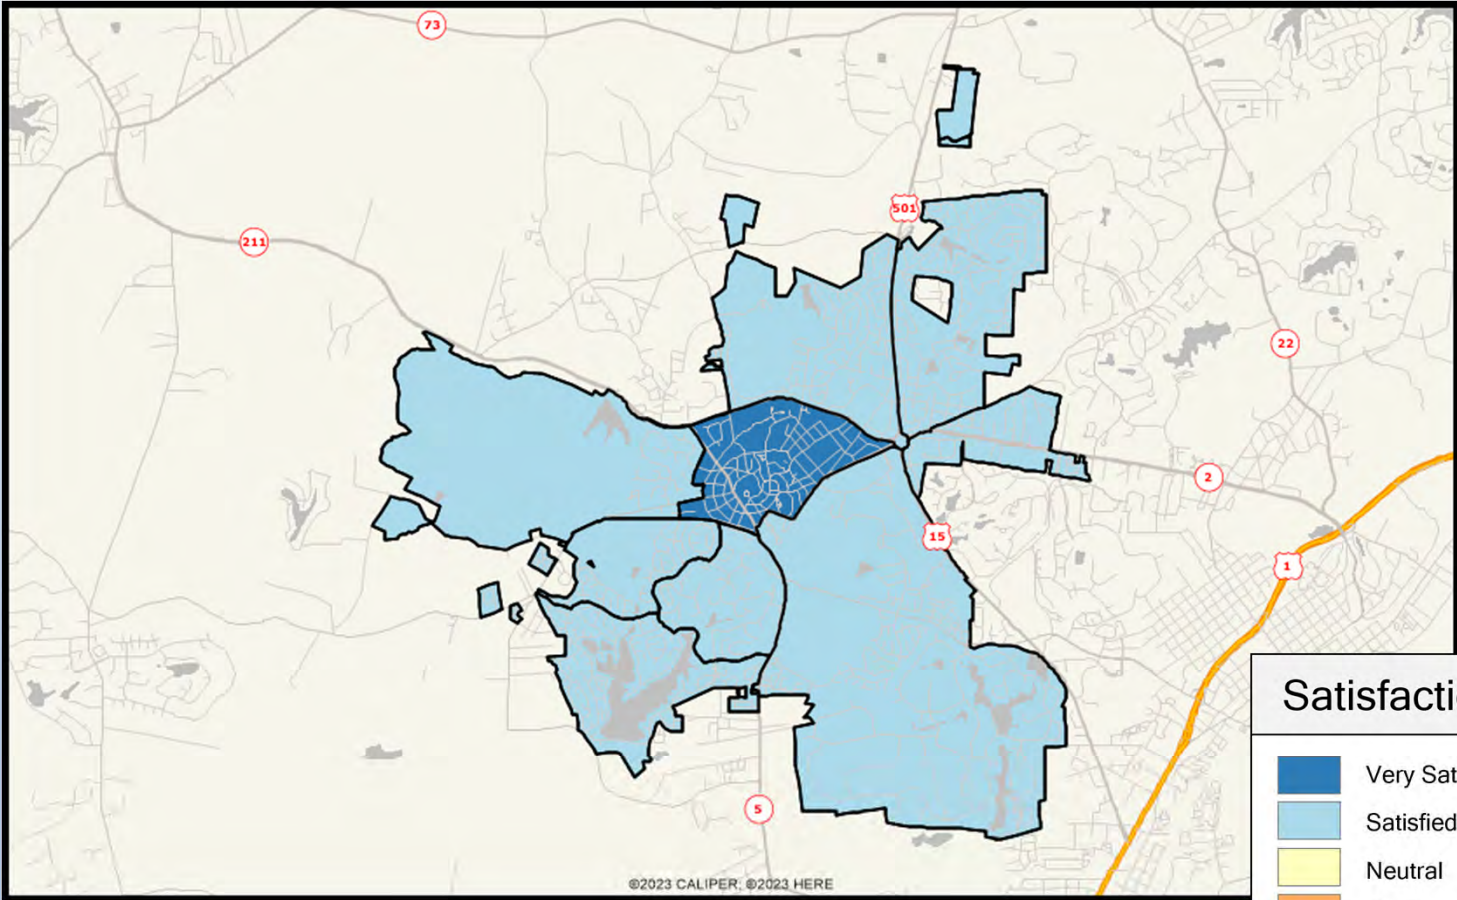 73
501
211
22
2
15
1
Satisfacti
Very Sat
Satisfied
Neutral
5
©2023 CALIPER; ©2023 HERE